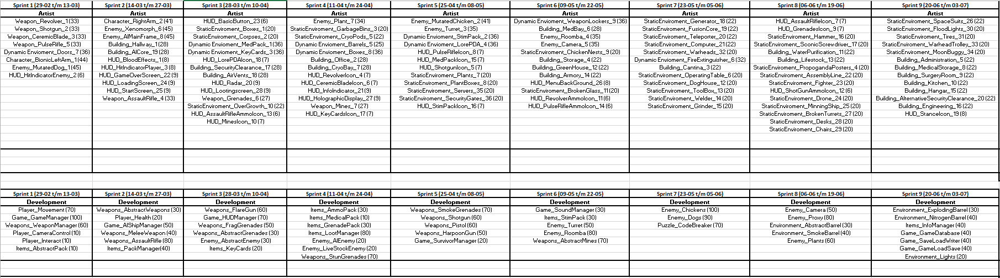 Sprint 1 (29-02 t/m 13-03) Sprint 2 (14-03 t/m 27-03) Sprint 3 (28-03 t/m 10-04) Sprint 4 (11-04 t/m 24-04) Sprint 5 (25-04 t/m 08-05) Sprint 6 (09-05 t/m 22-05) Sprint 7 (23-05 t/m 05-06) Sprint 8 (06-06 t/m 19-06) Sprint 9 (20-06 t/m 03-07)
Artist Artist Artist Artist Artist Artist Artist Artist Artist
Weapon_Revolver_1 (33) Character_RightArm_2 (41) HUD_BasicButton_23 (6) Enemy_Plant_7 (34) Enemy_MutatedChicken_2 (41) Dynamic Enviroment_WeaponLockers_9 (36) StaticEnviroment_Generator_18 (22) HUD_AssaultRifleIcon_7 (7) StaticEnviroment_SpaceSuits_26 (22)
Weapon_Shotgun_2 (33) Enemy_Xenomorph_6 (45) StaticEnviroment_Boxes_1 (20) StaticEnviroment_GarbageBins_3 (20) Enemy_Turret_3 (35) Building_MedBay_6 (28) StaticEnviroment_FusionCore_19 (22) HUD_GrenadesIcon_9 (7) StaticEnviroment_FloodLights_30 (20)
Weapon_CeremicBlade_3 (33) Enemy_AIMainFrame_8 (45) StaticEnviroment_Corpses_2 (20) StaticEnviroment_CryoPods_5 (22) Dynamic Envioment_StimPack_2 (36) Enemy_Roomba_4 (35) StaticEnviroment_Teleporter_20 (22) StaticEnviroment_Hammer_16 (20) StaticEnviroment_Tires_31 (20)
Weapon_PulseRifle_5 (33) Building_Hallway_1 (28) Dynamic Envioment_MedPack_1 (36) Dynamic Envioment_Barrels_5 (25) Dynamic Envioment_LorePDA_4 (36) Enemy_Camera_5 (35) StaticEnviroment_Computer_21 (22) StaticEnviroment_SconicScrewdriver_17 (20) StaticEnviroment_WarheadTrolley_33 (20)
Dynamic Envioment_Doors_7 (36) Building_AICore_19 (28) Dynamic Envioment_KeyCards_3 (36) Dynamic Envioment_Boxes_8 (36) HUD_PulseRifleIcon_8 (7) StaticEnviroment_ChickenNests_9 (20) StaticEnviroment_Warheads_32 (20) Building_WaterPurification_11 (22) StaticEnviroment_MoonBuggy_34 (20)
Character_BionicLeftArm_1 (44) HUD_BloodEffects_1 (8) HUD_LorePDAIcon_18 (7) Building_Office_2 (28) HUD_MedPackIcon_15 (7) Building_Storage_4 (22) Dynamic Envioment_FireExtinguisher_6 (32) Building_Lifestock_13 (22) Building_Administration_5 (22)
Enemy_MutatedDog_1 (45) HUD_HitIndicatorPlayer_3 (8) Building_SecurityClearance_17 (28) Building_CryoBay_7 (28) HUD_ShotgunIcon_5 (7) Building_GreenHouse_12 (22) Building_Cantina_3 (22) StaticEnviroment_PropogandaPosters_4 (20) Building_MedicalStorage_8 (22)
HUD_HitIndicatorEnemy_2 (6) HUD_GameOverScreen_22 (9) Building_AirVents_18 (28) HUD_RevolverIcon_4 (7) StaticEnviroment_Plants_7 (20) Building_Armory_14 (22) StaticEnviroment_OperatingTable_6 (20) StaticEnviroment_AssemblyLine_22 (20) Building_SurgeryRoom_9 (22)
HUD_LoadingScreen_24 (9) HUD_Radar_20 (9) HUD_CeremicBladeIcon_6 (7) StaticEnviroment_PlantBoxes_8 (20) HUD_MenuBackGround_26 (8) StaticEnviroment_DogHouse_12 (20) StaticEnviroment_Fighter_23 (20) Building_Kitchen_10 (22)
HUD_StartScreen_25 (9) HUD_Lootingscreen_28 (9) HUD_InfoIndicator_21 (9) StaticEnviroment_Servers_35 (20) StaticEnviroment_BrokenGlass_11 (20) StaticEnviroment_ToolBox_13 (20) HUD_ShotGunAmmoIcon_12 (6) Building_Hangar_15 (22)
Weapon_AssaultRifle_4 (33) Weapon_Grenades_6 (27) HUD_HolographicDisplay_27 (9) StaticEnviroment_SecurityGates_36 (20) HUD_RevolverAmmoIcon_11 (6) StaticEnviroment_Welder_14 (20) StaticEnviroment_Drone_24 (20) Building_AlternativeSecurityClearance_20 (22)
StaticEnviroment_OverGrowth_10 (22) Weapon_Mines_7 (27) HUD_StimPackIcon_16 (7) HUD_PulseRifleAmmoIcon_14 (6) StaticEnviroment_Grinder_15 (20) StaticEnviroment_MinningShip_25 (20) Building_Engineering_16 (22)
HUD_AssaultRifleAmmoIcon_13 (6) HUD_KeyCardsIcon_17 (7) StaticEnviroment_BrokenTurrets_27 (20) HUD_StanceIcon_19 (8)
HUD_MinesIcon_10 (7) StaticEnviroment_Desks_28 (20)
StaticEnviroment_Chairs_29 (20)
Sprint 1 (29-02 t/m 13-03) Sprint 2 (14-03 t/m 27-03) Sprint 3 (28-03 t/m 10-04) Sprint 4 (11-04 t/m 24-04) Sprint 5 (25-04 t/m 08-05) Sprint 6 (09-05 t/m 22-05) Sprint 7 (23-05 t/m 05-06) Sprint 8 (06-06 t/m 19-06) Sprint 9 (20-06 t/m 03-07)
Development Development Development Development Development Development Development Development Development
Player_Movement (70) Weapons_AbstractWeapons (30) Weapons_FlareGun (60) Items_AmmoPack (30) Weapons_SmokeGrenades (70) Game_SoundManager (30) Enemy_Chickens (100) Enemy_Camera (50) Environment_ExplodingBarrel (30)
Game_GameManager (100) Player_Health (20) Game_HUDManager (70) Items_MedicalPack (10) Weapons_Shotgun (60) Items_StimPack (30) Enemy_Dogs (90) Enemy_Proxy (80) Environment_NitrogenBarrel (40)
Weapons_WeaponManager (60) Game_AIShipManager (50) Weapons_FragGrenades (50) Items_GrenadePack (30) Weapons_Pistol (60) Enemy_Turret (50) Puzzle_CodeBreaker (70) Environment_AbstractBarrel (30) Items_InfoManager (40)
Player_CameraControl (10) Weapons_MeleeWeapon (40) Weapons_AbstractGrenades (30) Items_LootManager (80) Weapons_HarpoonGun (50) Enemy_Roomba (80) Environment_SmokeBarrel (40) Game_GameDatabase (40)
Player_Interact (10) Weapons_AssaultRifle (80) Enemy_AbstractEnemy (30) Enemy_AIEnemy (20) Game_SurvivorManager (20) Weapons_AbstractMines (70) Enemy_Plants (60) Game_SaveLoadWriter (40)
Items_AbstractPack (10) Items_PackManager(40) Items_KeyCards (20) Enemy_LiveStockEnemy (20) Game_GameLoadSave (40)
Weapons_StunGrenades (70) Environment_Lights (20)